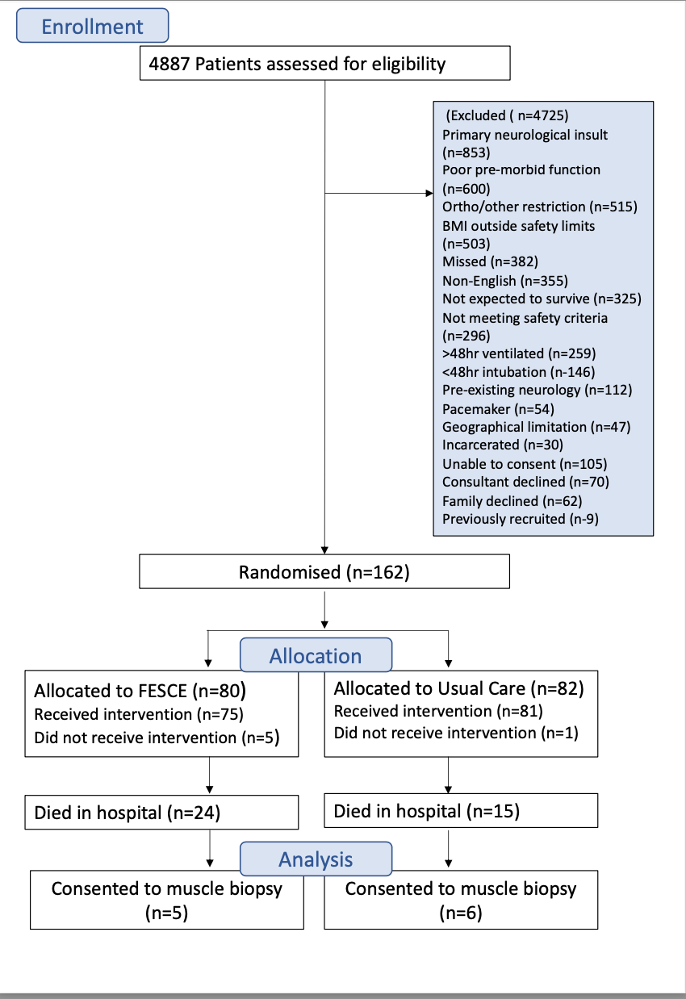 Enrollment
4887 Patients assessed for eligibility
(Excluded ( n=4725)
Primary neurological insult
(n=853)
Poor pre-morbid function
(n=600)
Ortho/other restriction (n=515)
BMI outside safety limits
(n=503)
Missed (n=382)
Non-English (n=355)
Not expected to survive (n=325)
Not meeting safety criteria
(n=296)
>48hr ventilated (n=259)
<48hr intubation (n-146)
Pre-existing neurology (n=112)
Pacemaker (n=54)
Geographical limitation (n=47)
Incarcerated (n=30)
Unable to consent (n=105)
Consultant declined (n=70)
Family declined (n=62)
Previously recruited (n-9)
Randomised (n=162)
Allocation
Allocated to FESCE (n=80)
Received intervention (n=75)
Did not receive intervention (n=5)
Allocated to Usual Care (n=82)
Received intervention (n=81)
Did not receive intervention (n=1)
Died in hospital (n=24)
Died in hospital (n=15)
Analysis
Consented to muscle biopsy
(n=5)
Consented to muscle biopsy
(n=6)